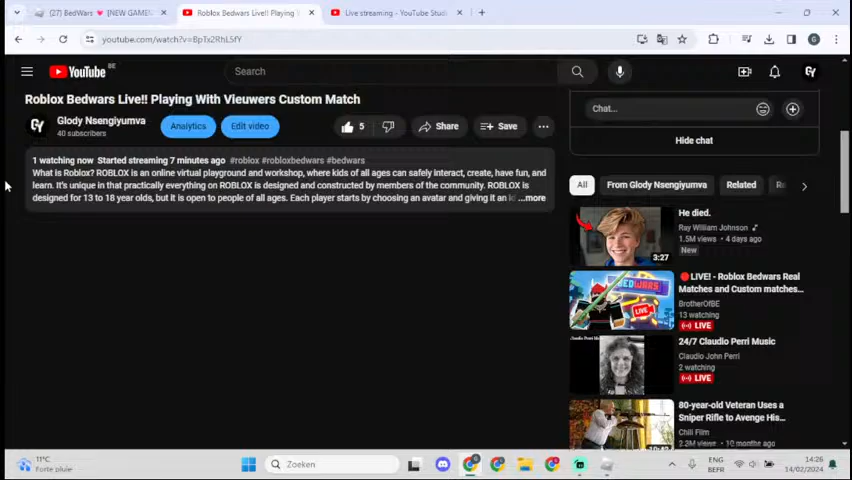 (27) BedWars 💗 [NEW GAMEM
Roblox Bedwars Live!! Playing
Live streaming - YouTube Studi
youtube.com/watch?v=BpTx2RhL5fY
YouTube BE
Search
GY
Roblox Bedwars Live!! Playing With Vieuwers Custom Match
GY
Glody Nsengiyumva
40 subscribers
Analytics
Edit video
5
Share
Save
1 watching now Started streaming 7 minutes ago #roblox #robloxbedwars #bedwars
What is Roblox? ROBLOX is an online virtual playground and workshop, where kids of all ages can safely interact, create, have fun, and
learn. It's unique in that practically everything on ROBLOX is designed and constructed by members of the community. ROBLOX is
designed for 13 to 18 year olds, but it is open to people of all ages. Each player starts by choosing an avatar and giving it an id ...more
Chat...
Hide chat
All
From Glody Nsengiyumva
Related
He died.
Ray William Johnson
1.5M views • 4 days ago
New
3:27
🔴LIVE! - Roblox Bedwars Real
Matches and Custom matches...
BrotherOfBE
13 watching
LIVE
BEDWARS
LIVE
24/7 Claudio Perri Music
Claudio John Perri
2 watching
LIVE
80-year-old Veteran Uses a
Sniper Rifle to Avenge His...
Chili Film
2.3M views • 10 months ago
11°C
Forte pluie
Zoeken
ENG
BEFR
14:26
14/02/2024